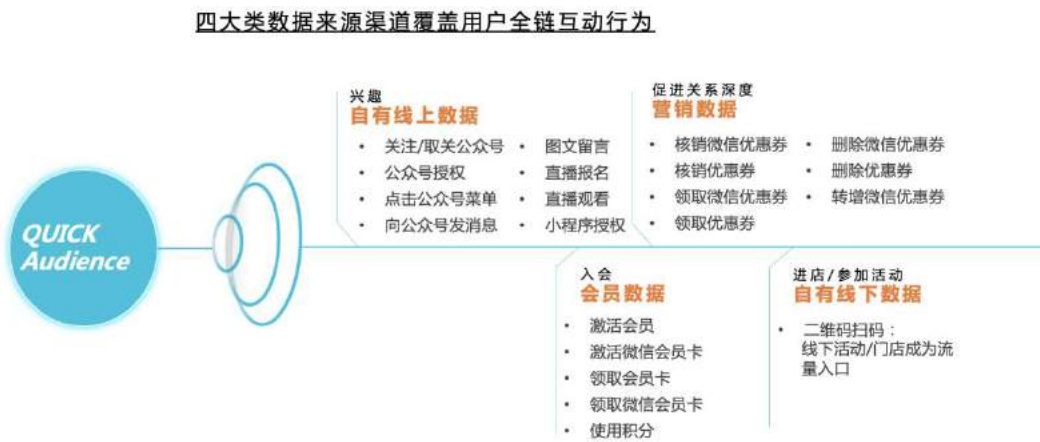 四大类数据来源渠道覆盖用户全链互动行为
QUICK
Audience
兴趣
自有线上数据
• 关注/取关公众号
• 公众号授权
• 点击公众号菜单
• 向公众号发消息
• 图文留言
• 直播报名
• 直播观看
• 小程序授权
促进关系深度
营销数据
• 核销微信优惠券
• 核销优惠券
• 领取微信优惠券
• 领取优惠券
• 删除微信优惠券
• 删除优惠券
• 转增微信优惠券
入会
会员数据
• 激活会员
• 激活微信会员卡
• 领取会员卡
• 领取微信会员卡
• 使用积分
进店/参加活动
自有线下数据
• 二维码扫码：
线下活动/门店成为流
量入口